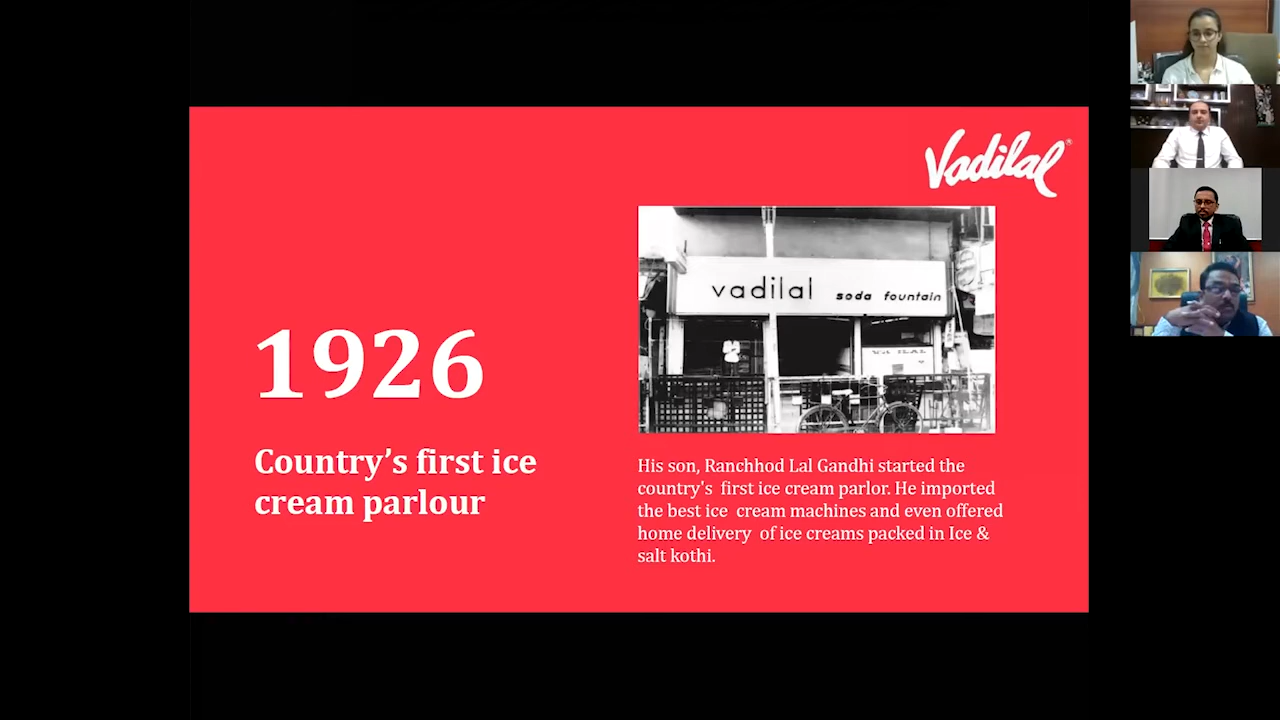 Vadilal®
vadilal soda fountain
1926
Country's first ice
cream parlour
His son, Ranchhod Lal Gandhi started the
country's first ice cream parlor. He imported
the best ice cream machines and even offered
home delivery of ice creams packed in Ice &
salt kothi.